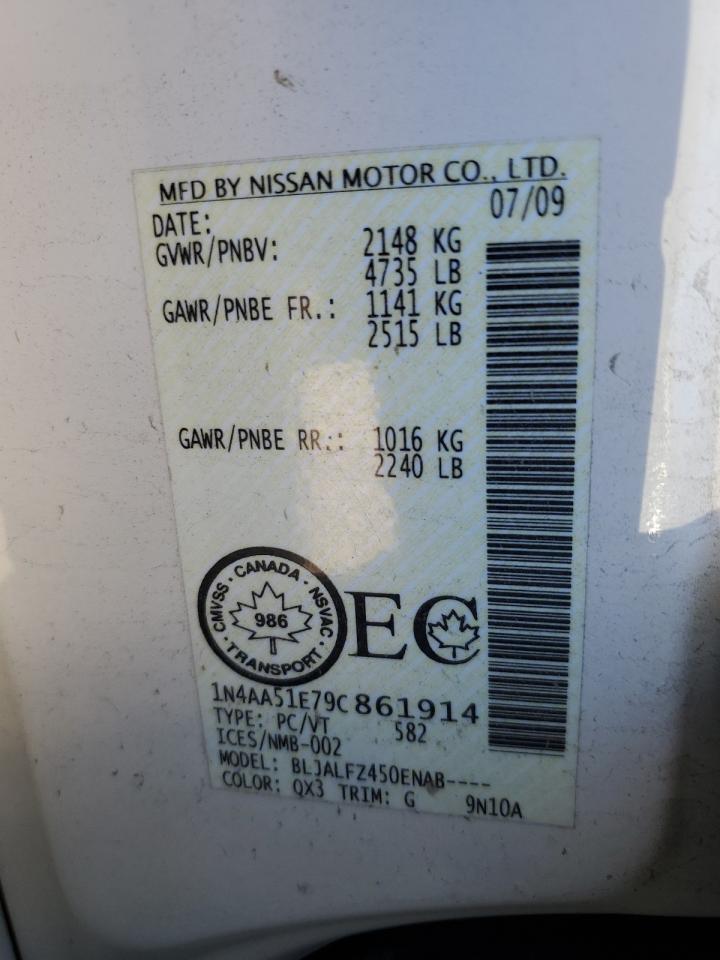 MFD BY NISSAN MOTOR CO., LTD.
DATE: 07/09
GVWR/PNBV: 2148 KG
4735 LB
GAWR/PNBE FR.: 1141 KG
2515 LB
GAWR/PNBE RR.: 1016 KG
2240 LB
CMVSS · CANADA · NSVAC · TRANSPORT ·
986
EC
1N4AA51E79C861914
TYPE: PC/VT 582
ICES/NMB-002
MODEL: BLJALFZ450ENAB----
COLOR: QX3 TRIM: G 9N10A